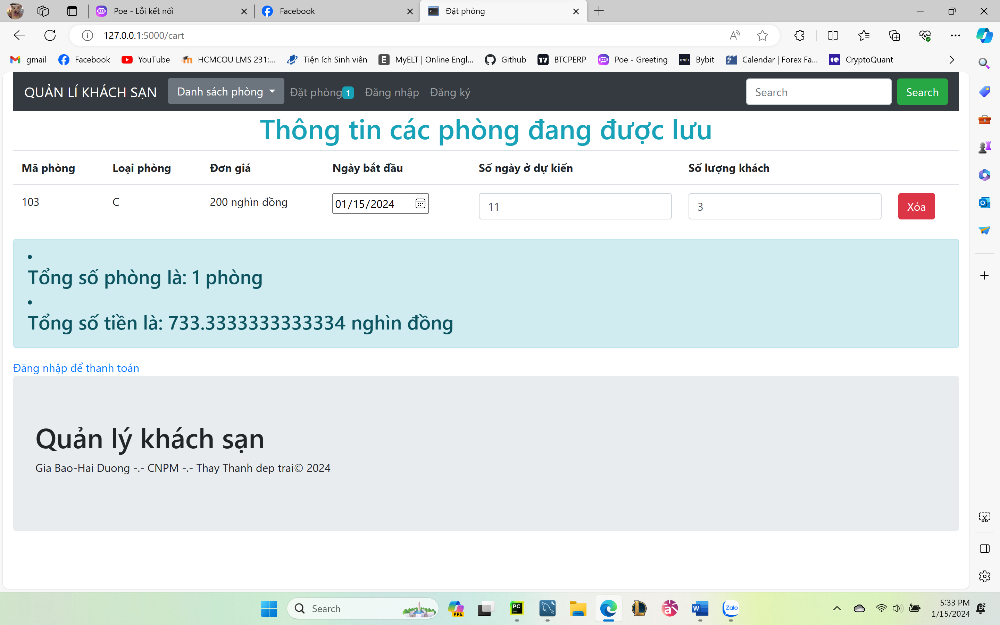 Poe - Lỗi kết nối
Facebook
Đặt phòng
127.0.0.1:5000/cart
gmail
Facebook
YouTube
HCMCOU LMS 231:...
Tiện ích Sinh viên
MyELT | Online Engl...
Github
BTCPERP
Poe - Greeting
Bybit
Calendar | Forex Fa...
CryptoQuant
QUẢN LÍ KHÁCH SẠN
Danh sách phòng
Đặt phòng 1
Đăng nhập
Đăng ký
Search
Search
Thông tin các phòng đang được lưu
Mã phòng Loại phòng Đơn giá Ngày bắt đầu Số ngày ở dự kiến Số lượng khách
103 C 200 nghìn đồng 01/15/2024 11 3 Xóa
Tổng số phòng là: 1 phòng
Tổng số tiền là: 733.3333333333334 nghìn đồng
Đăng nhập để thanh toán
Quản lý khách sạn
Gia Bao-Hai Duong -.- CNPM -.- Thay Thanh dep trai© 2024
Search
PRE
PC
W
Zalo
5:33 PM
1/15/2024